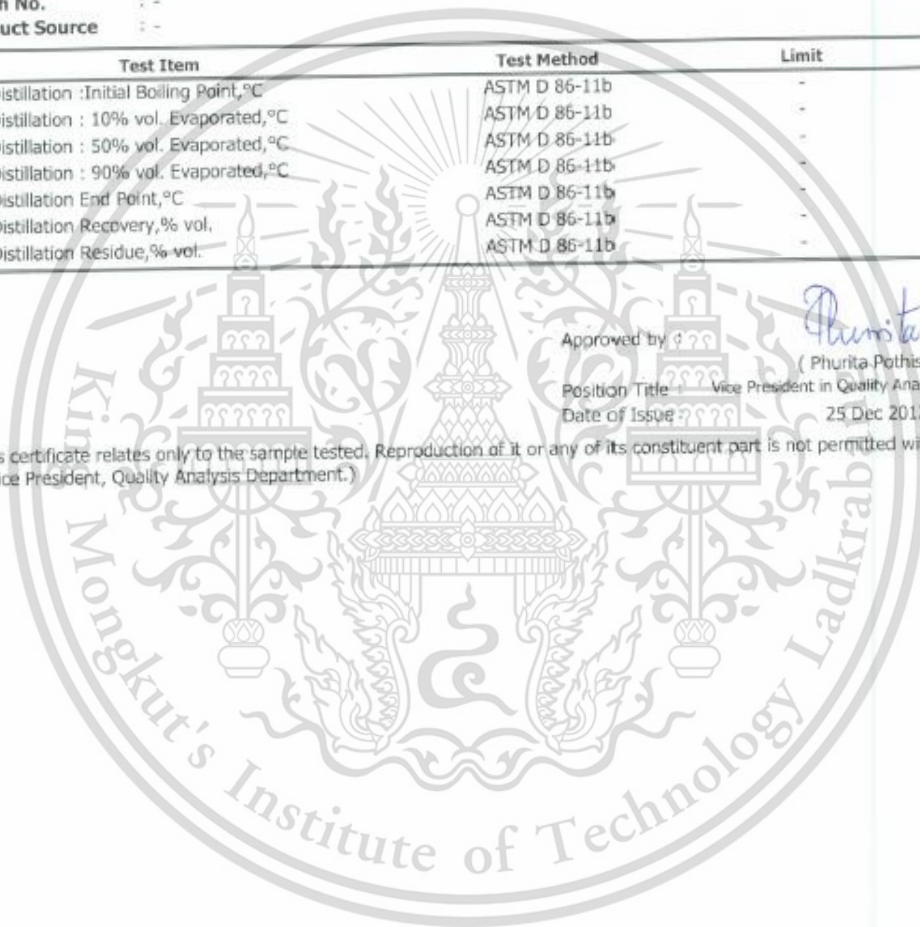 n No. : -
uct Source : -
Test Item Test Method Limit
istillation :Initial Boiling Point,°C ASTM D 86-11b -
istillation : 10% vol. Evaporated,°C ASTM D 86-11b -
istillation : 50% vol. Evaporated,°C ASTM D 86-11b -
istillation : 90% vol. Evaporated,°C ASTM D 86-11b -
istillation End Point,°C ASTM D 86-11b -
istillation Recovery,% vol. ASTM D 86-11b -
istillation Residue,% vol. ASTM D 86-11b -
Phurita
Approved by :
( Phurita Pothis
Position Title : Vice President in Quality Ana
Date of Issue : 25 Dec 201
s certificate relates only to the sample tested. Reproduction of it or any of its constituent part is not permitted wi
ice President, Quality Analysis Department.)
King Mongkut's Institute of Technology Ladkrabang